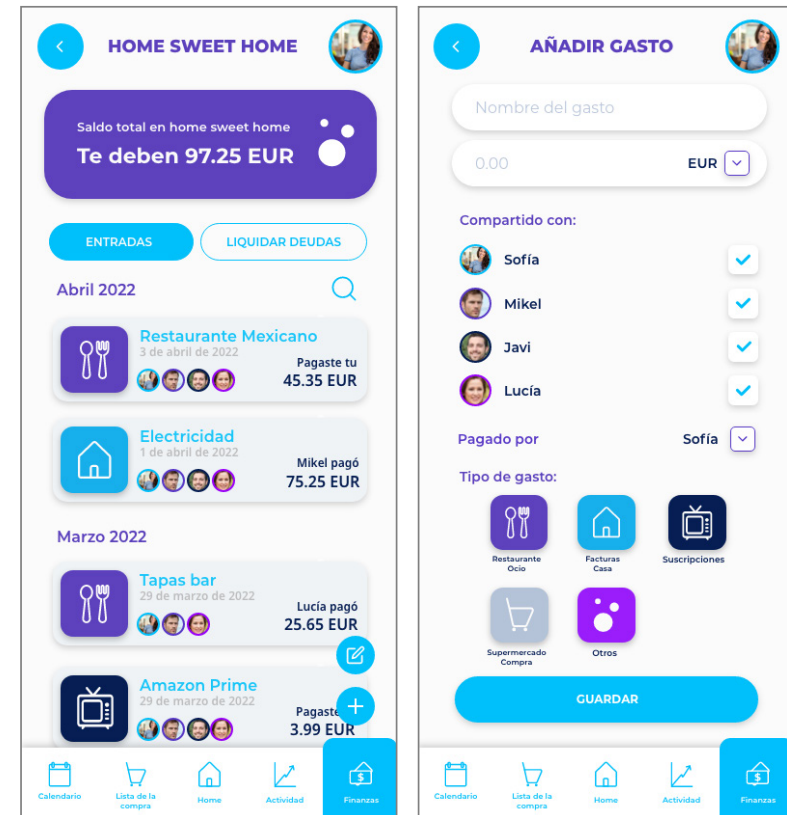 HOME SWEET HOME
Saldo total en home sweet home
Te deben 97.25 EUR
ENTRADAS
LIQUIDAR DEUDAS
Abril 2022
Restaurante Mexicano
3 de abril de 2022
Pagaste tu
45.35 EUR
Electricidad
1 de abril de 2022
Mikel pagó
75.25 EUR
Marzo 2022
Tapas bar
29 de marzo de 2022
Lucía pagó
25.65 EUR
Amazon Prime
29 de marzo de 2022
Pagaste
3.99 EUR
Calendario
Lista de la
compra
Home
Actividad
$
Finanzas
AÑADIR GASTO
Nombre del gasto
0.00
EUR
Compartido con:
Sofía
Mikel
Javi
Lucía
Pagado por
Sofía
Tipo de gasto:
Restaurante
Ocio
Facturas
Casa
Suscripciones
Supermercado
Compra
Otros
GUARDAR
Calendario
Lista de la
compra
Home
Actividad
$
Finanzas